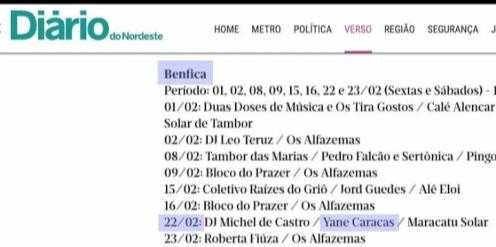 Diário do Nordeste
HOME METRO POLÍTICA VERSO REGIÃO SEGURANÇA
Benfica
Período: 01, 02, 08, 09, 15, 16, 22 e 23/02 (Sextas e Sábados) -
01/02: Duas Doses de Música e Os Tira Gostos / Calé Alencar
Solar de Tambor
02/02: DJ Leo Teruz / Os Alfazemas
08/02: Tambor das Marias / Pedro Falcão e Sertônica / Pingo
09/02: Bloco do Prazer / Os Alfazemas
15/02: Coletivo Raízes do Griô / Jord Guedes / Alê Eloi
16/02: Bloco do Prazer / Os Alfazemas
22/02: DJ Michel de Castro / Yane Caracas / Maracatu Solar
23/02: Roberta Fiúza / Os Alfazemas